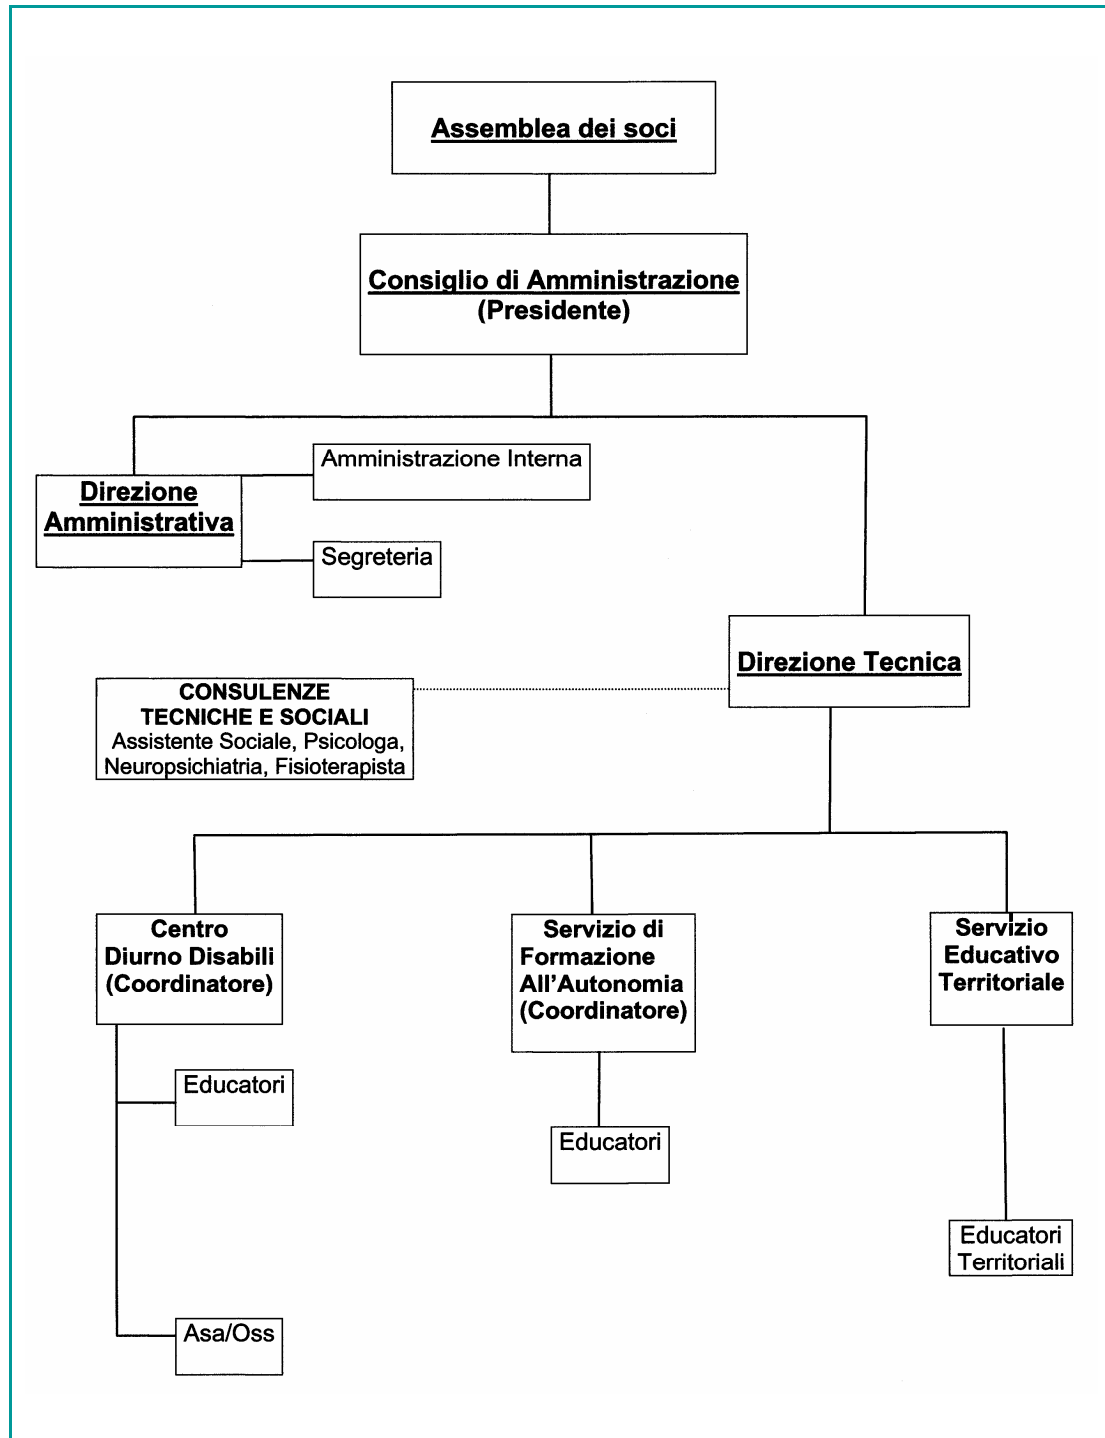 Assemblea dei soci
Consiglio di Amministrazione
(Presidente)
Amministrazione Interna
Direzione
Amministrativa
Segreteria
Direzione Tecnica
CONSULENZE
TECNICHE E SOCIALI
Assistente Sociale, Psicologa,
Neuropsichiatria, Fisioterapista
Centro
Diurno Disabili
(Coordinatore)
Servizio di
Formazione
All'Autonomia
(Coordinatore)
Servizio
Educativo
Territoriale
Educatori
Educatori
Educatori
Territoriali
Asa/Oss